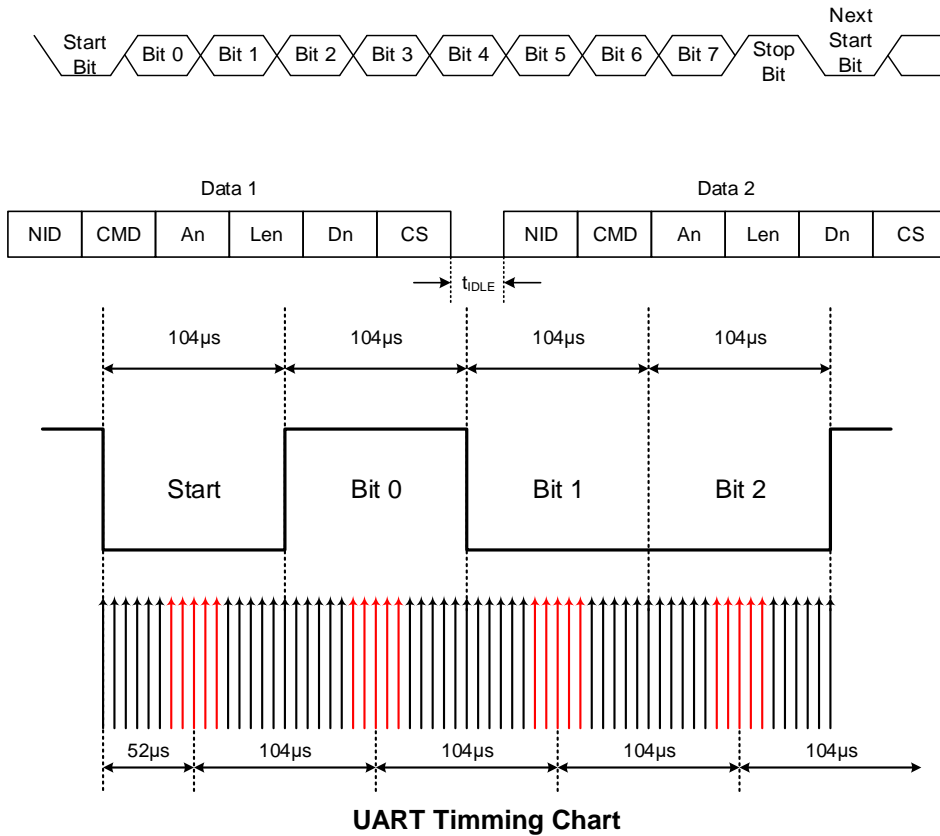 Start Bit
Bit 0
Bit 1
Bit 2
Bit 3
Bit 4
Bit 5
Bit 6
Bit 7
Stop Bit
Next Start Bit
Data 1
Data 2
NID CMD An Len Dn CS
NID CMD An Len Dn CS
tIDLE
104µs 104µs 104µs 104µs
Start Bit 0 Bit 1 Bit 2
52µs 104µs 104µs 104µs 104µs
UART Timming Chart